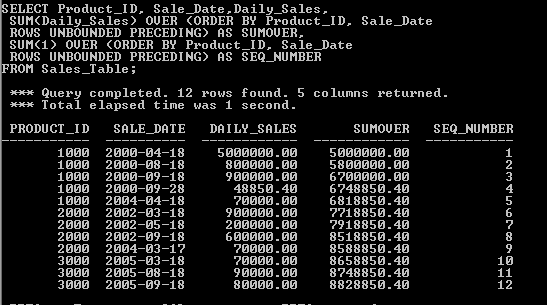 SELECT Product_ID, Sale_Date,Daily_Sales,
SUM(Daily_Sales) OVER (ORDER BY Product_ID, Sale_Date
ROWS UNBOUNDED PRECEDING) AS SUMOVER,
SUM(1) OVER (ORDER BY Product_ID, Sale_Date
ROWS UNBOUNDED PRECEDING) AS SEQ_NUMBER
FROM Sales_Table;
*** Query completed. 12 rows found. 5 columns returned.
*** Total elapsed time was 1 second.
PRODUCT_ID SALE_DATE DAILY_SALES SUMOVER SEQ_NUMBER
1000 2000-04-18 5000000.00 5000000.00 1
1000 2000-08-18 800000.00 5800000.00 2
1000 2000-09-18 900000.00 6700000.00 3
1000 2000-09-28 48850.40 6748850.40 4
1000 2004-04-18 70000.00 6818850.40 5
2000 2002-03-18 900000.00 7718850.40 6
2000 2002-05-18 200000.00 7918850.40 7
2000 2002-09-18 600000.00 8518850.40 8
2000 2004-03-17 70000.00 8588850.40 9
3000 2005-03-18 70000.00 8658850.40 10
3000 2005-08-18 90000.00 8748850.40 11
3000 2005-09-18 80000.00 8828850.40 12